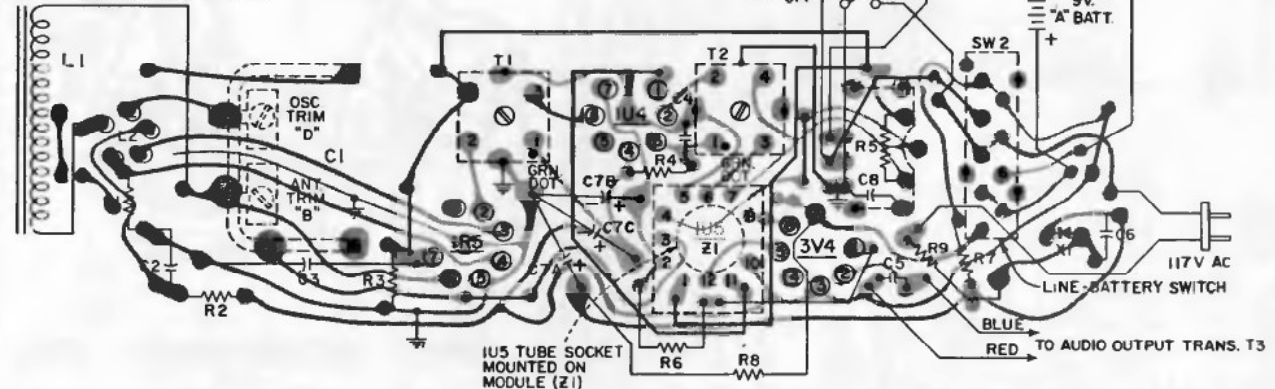 9V.
"A" BATT.
+
SW 2
L1
T1
T2
OSC
TRIM
"D"
C1
ANT
TRIM
"B"
L2
1U4
R4
R5
GRN
DOT
GRN
DOT
C7B
C7C
C7A
C8
1U5
Z1
3V4
1R5
R9
R7
C5
C6
X1
C2
C3
R3
R2
117V AC
LINE-BATTERY SWITCH
BLUE
RED
TO AUDIO OUTPUT TRANS. T3
1U5 TUBE SOCKET
MOUNTED ON
MODULE (Z1)
R6
R8